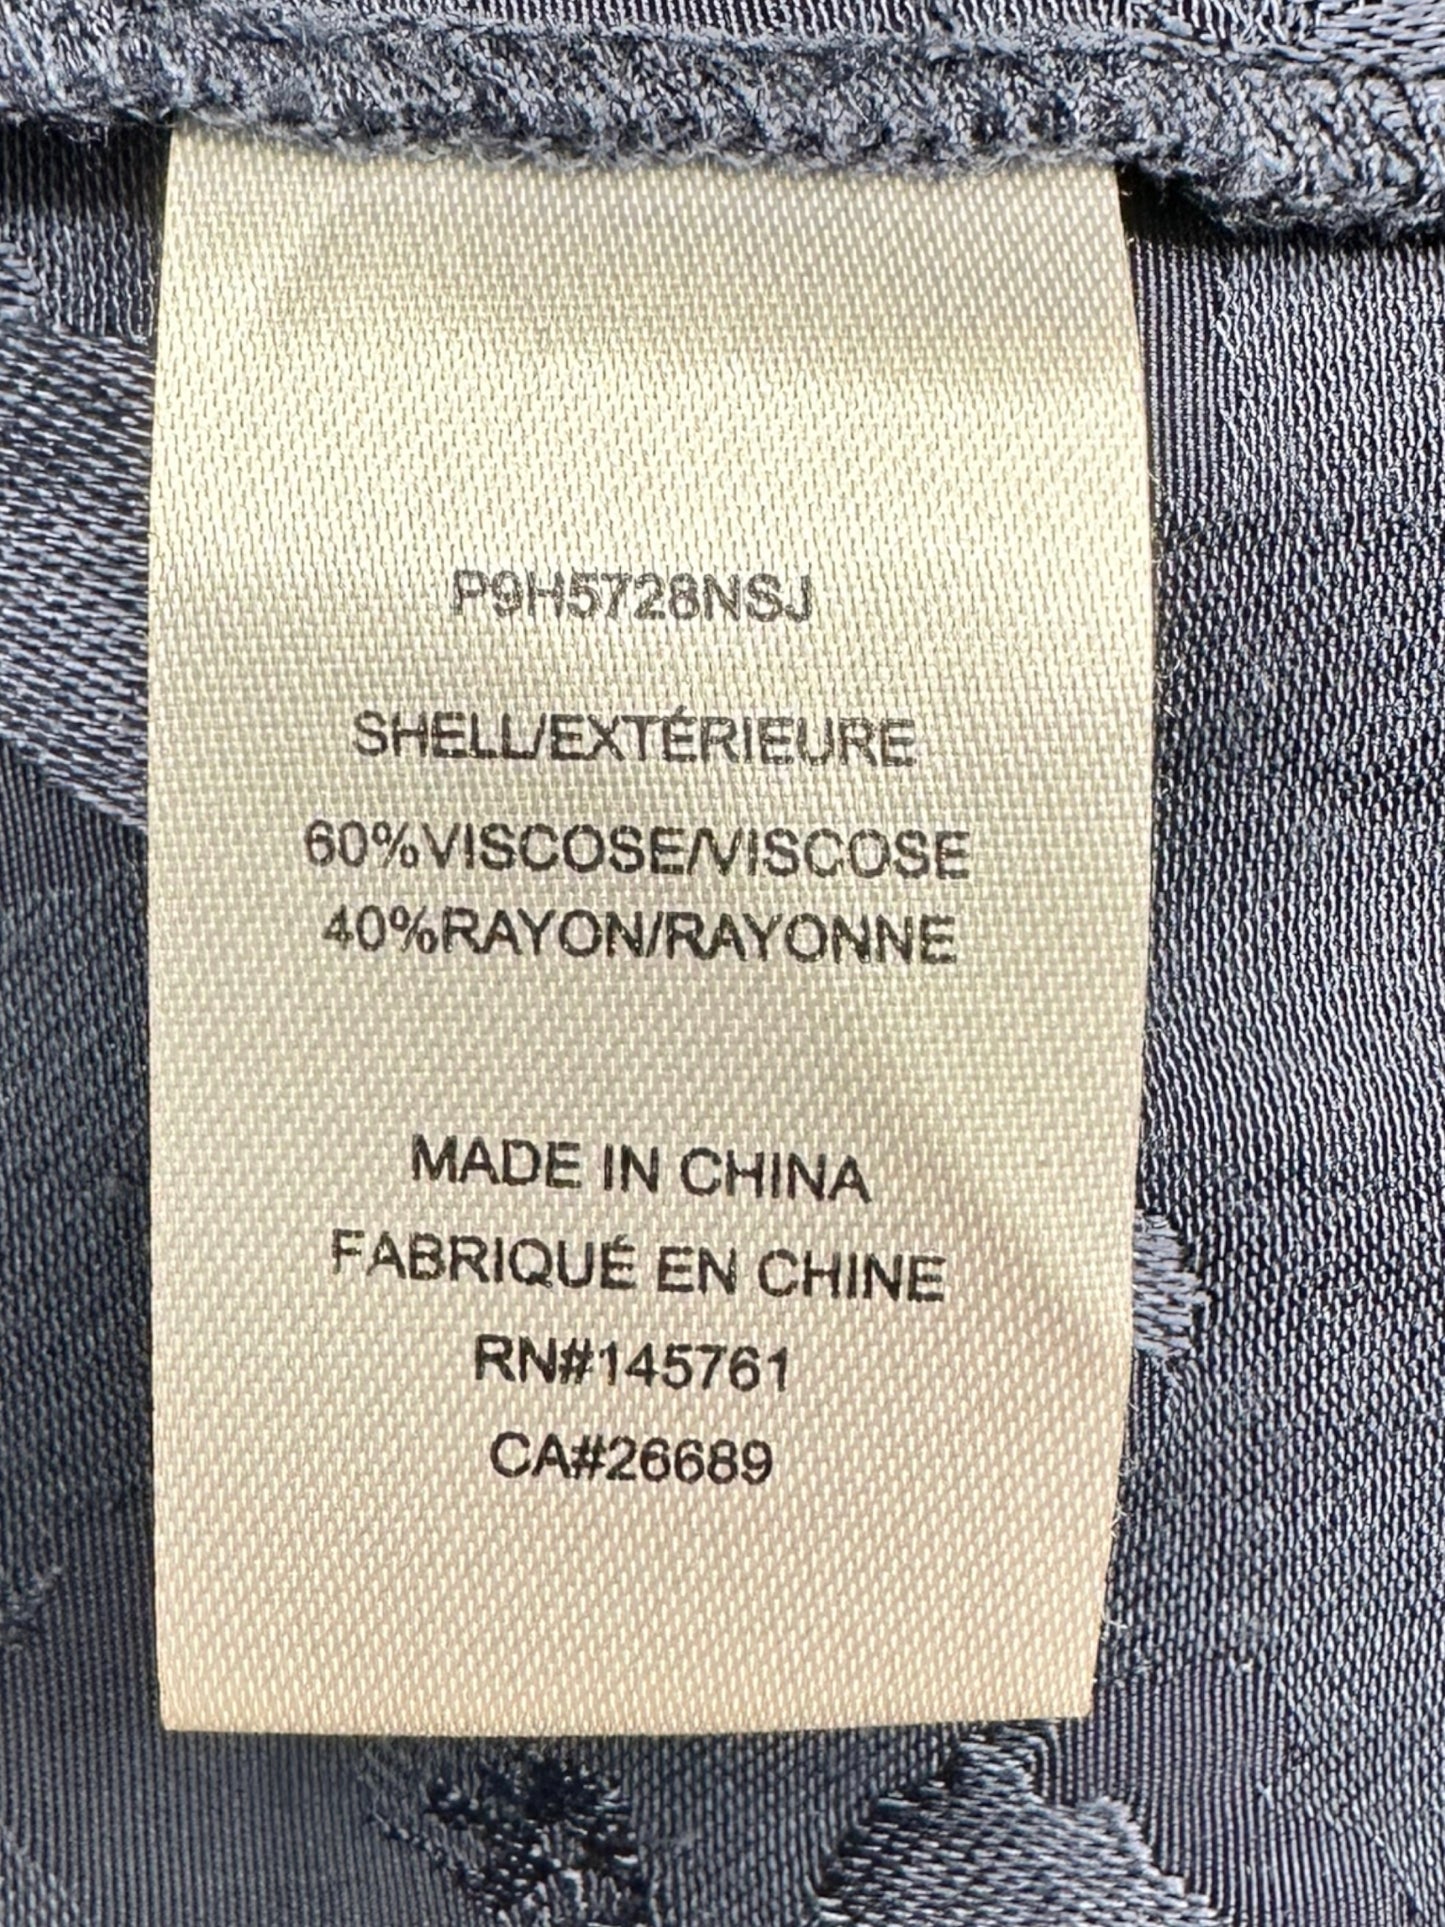 P9H5728NSJ
SHELL/EXTÉRIEURE
60%VISCOSE/VISCOSE
40%RAYON/RAYONNE
MADE IN CHINA
FABRIQUÉ EN CHINE
RN#145761
CA#26689